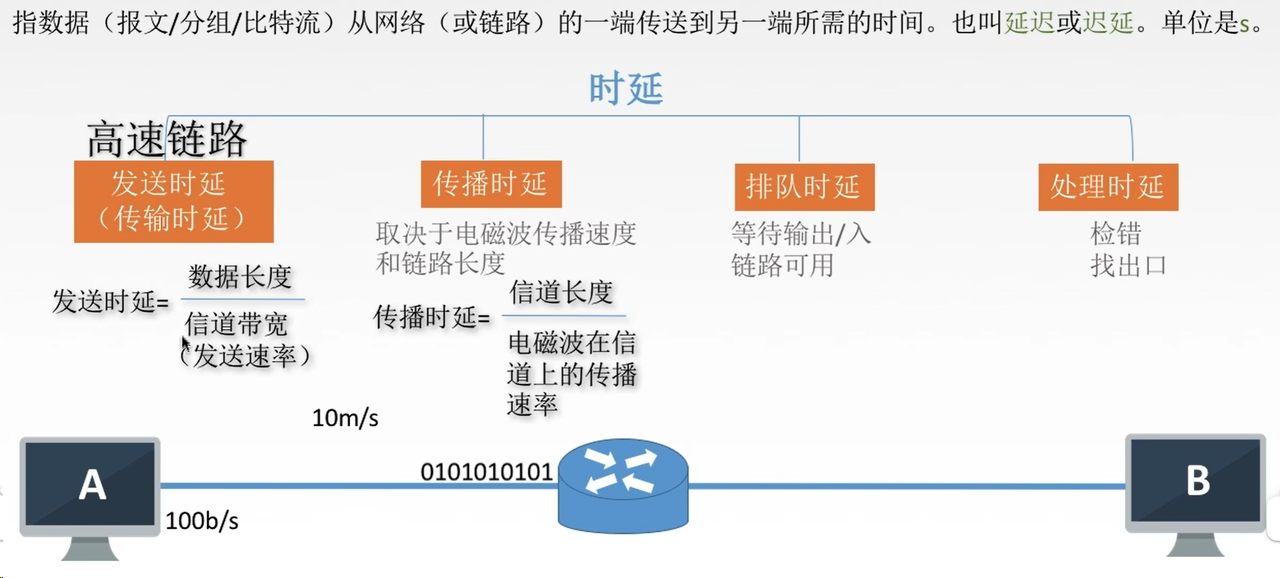 指数据（报文/分组/比特流）从网络（或链路）的一端传送到另一端所需的时间。也叫延迟或迟延。单位是s。
时延
高速链路
发送时延
（传输时延）
传播时延
排队时延
处理时延
取决于电磁波传播速度
和链路长度
等待输出/入
链路可用
检错
找出口
发送时延=
数据长度
信道带宽
（发送速率）
传播时延=
信道长度
电磁波在信
道上的传播
速率
10m/s
0101010101
A
B
100b/s